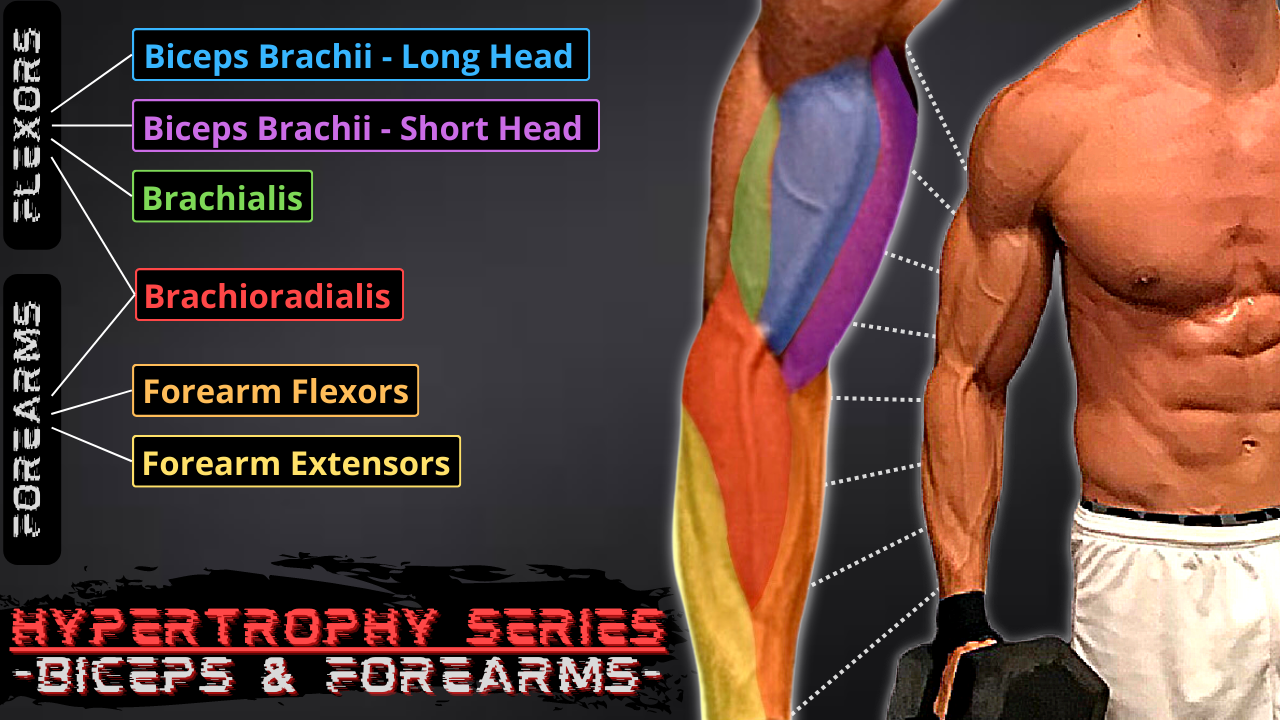 FLEXORS
Biceps Brachii - Long Head
Biceps Brachii - Short Head
Brachialis
Brachioradialis
FOREARMS
Forearm Flexors
Forearm Extensors
HYPERTROPHY SERIES
-BICEPS & FOREARMS-